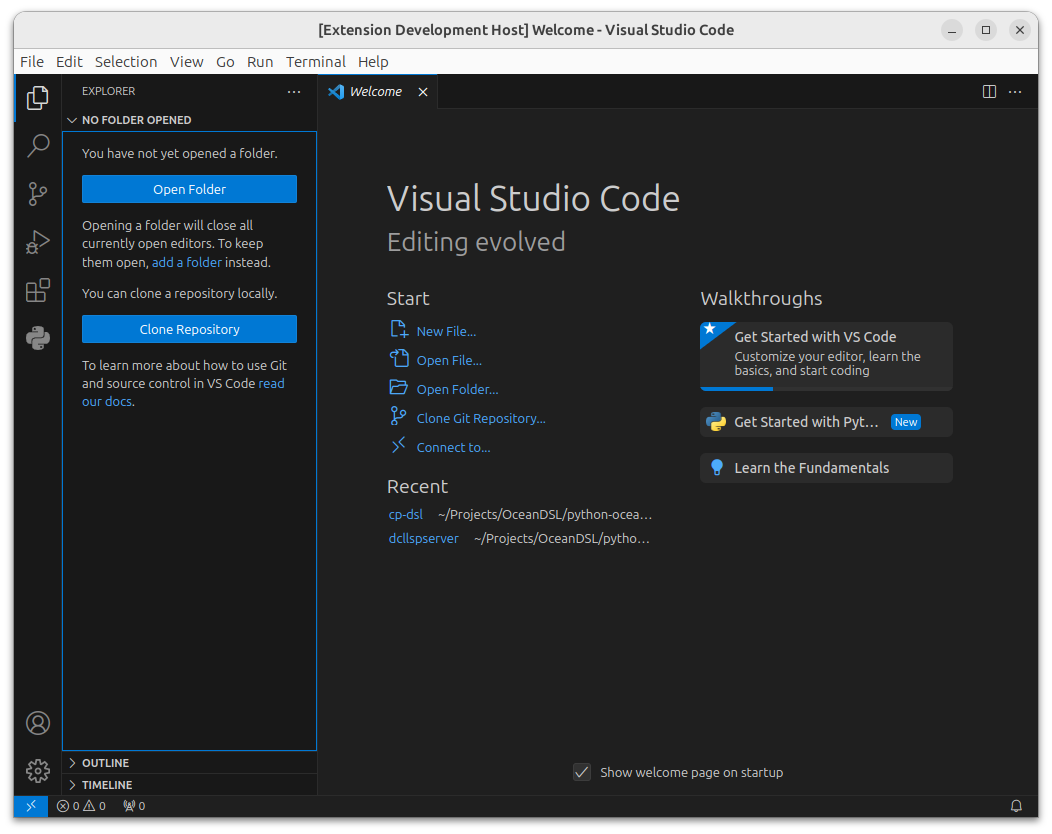 [Extension Development Host] Welcome - Visual Studio Code
File Edit Selection View Go Run Terminal Help
EXPLORER
NO FOLDER OPENED
You have not yet opened a folder.
Open Folder
Opening a folder will close all
currently open editors. To keep
them open, add a folder instead.
You can clone a repository locally.
Clone Repository
To learn more about how to use Git
and source control in VS Code read
our docs.
OUTLINE
TIMELINE
Welcome
Visual Studio Code
Editing evolved
Start
New File...
Open File...
Open Folder...
Clone Git Repository...
Connect to...
Recent
cp-dsl ~/Projects/OceanDSL/python-ocea...
dcllspserver ~/Projects/OceanDSL/pytho...
Walkthroughs
Get Started with VS Code
Customize your editor, learn the
basics, and start coding
Get Started with Pyt... New
Learn the Fundamentals
Show welcome page on startup
0 0 0